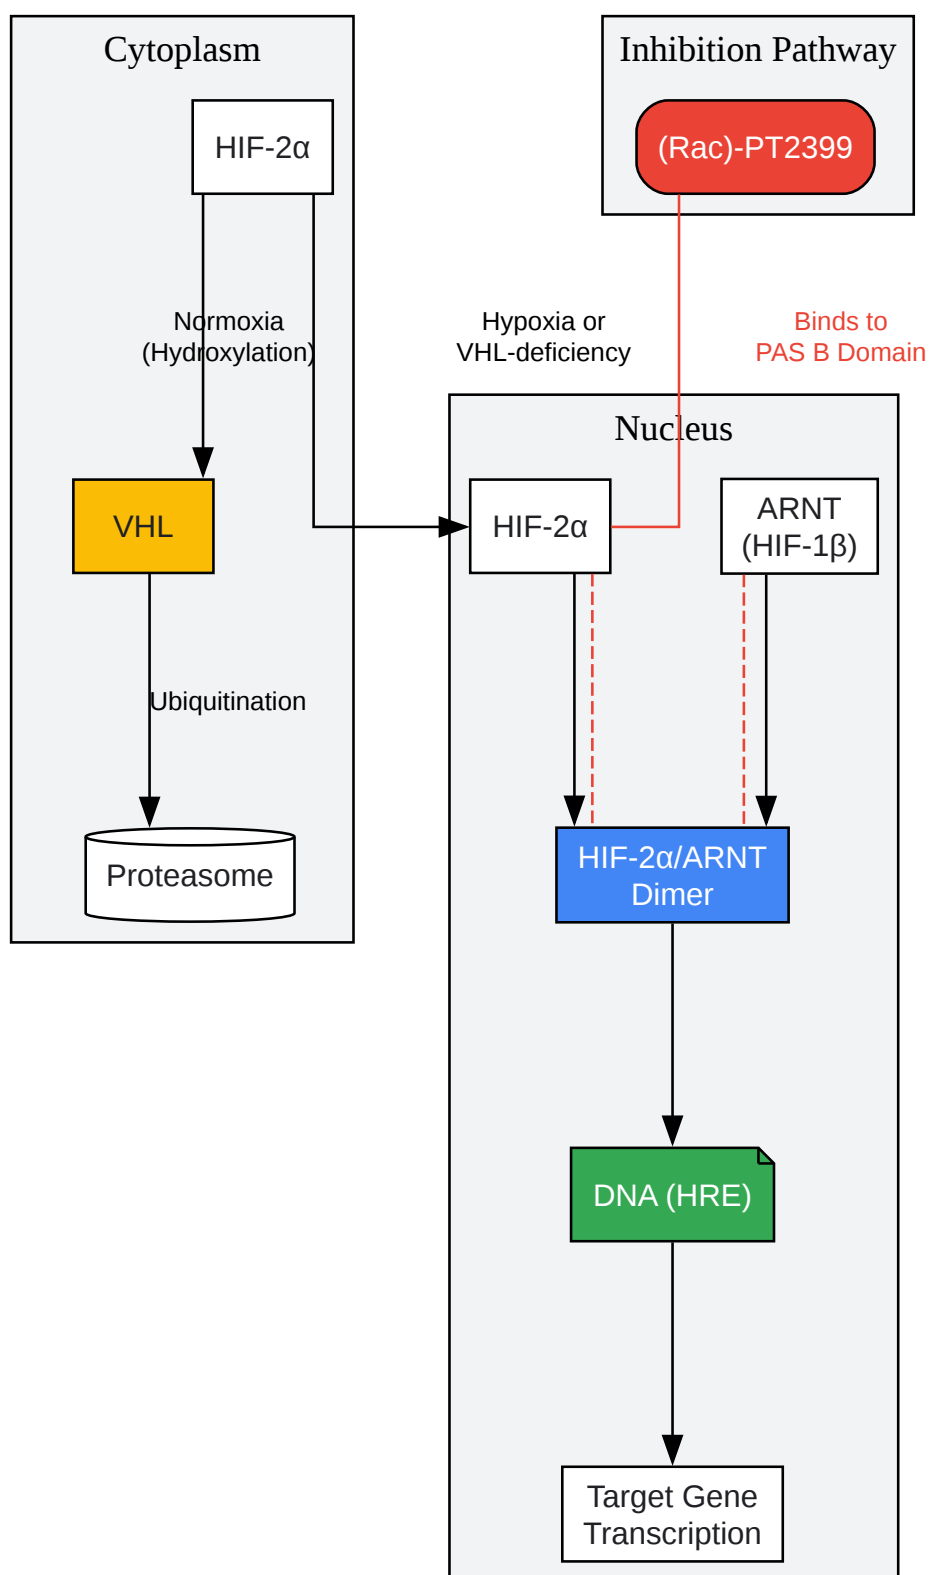 Cytoplasm
HIF-2α
Normoxia
(Hydroxylation)
VHL
Ubiquitination
Proteasome
Inhibition Pathway
(Rac)-PT2399
Hypoxia or
VHL-deficiency
Binds to
PAS B Domain
Nucleus
HIF-2α
ARNT
(HIF-1β)
HIF-2α/ARNT
Dimer
DNA (HRE)
Target Gene
Transcription